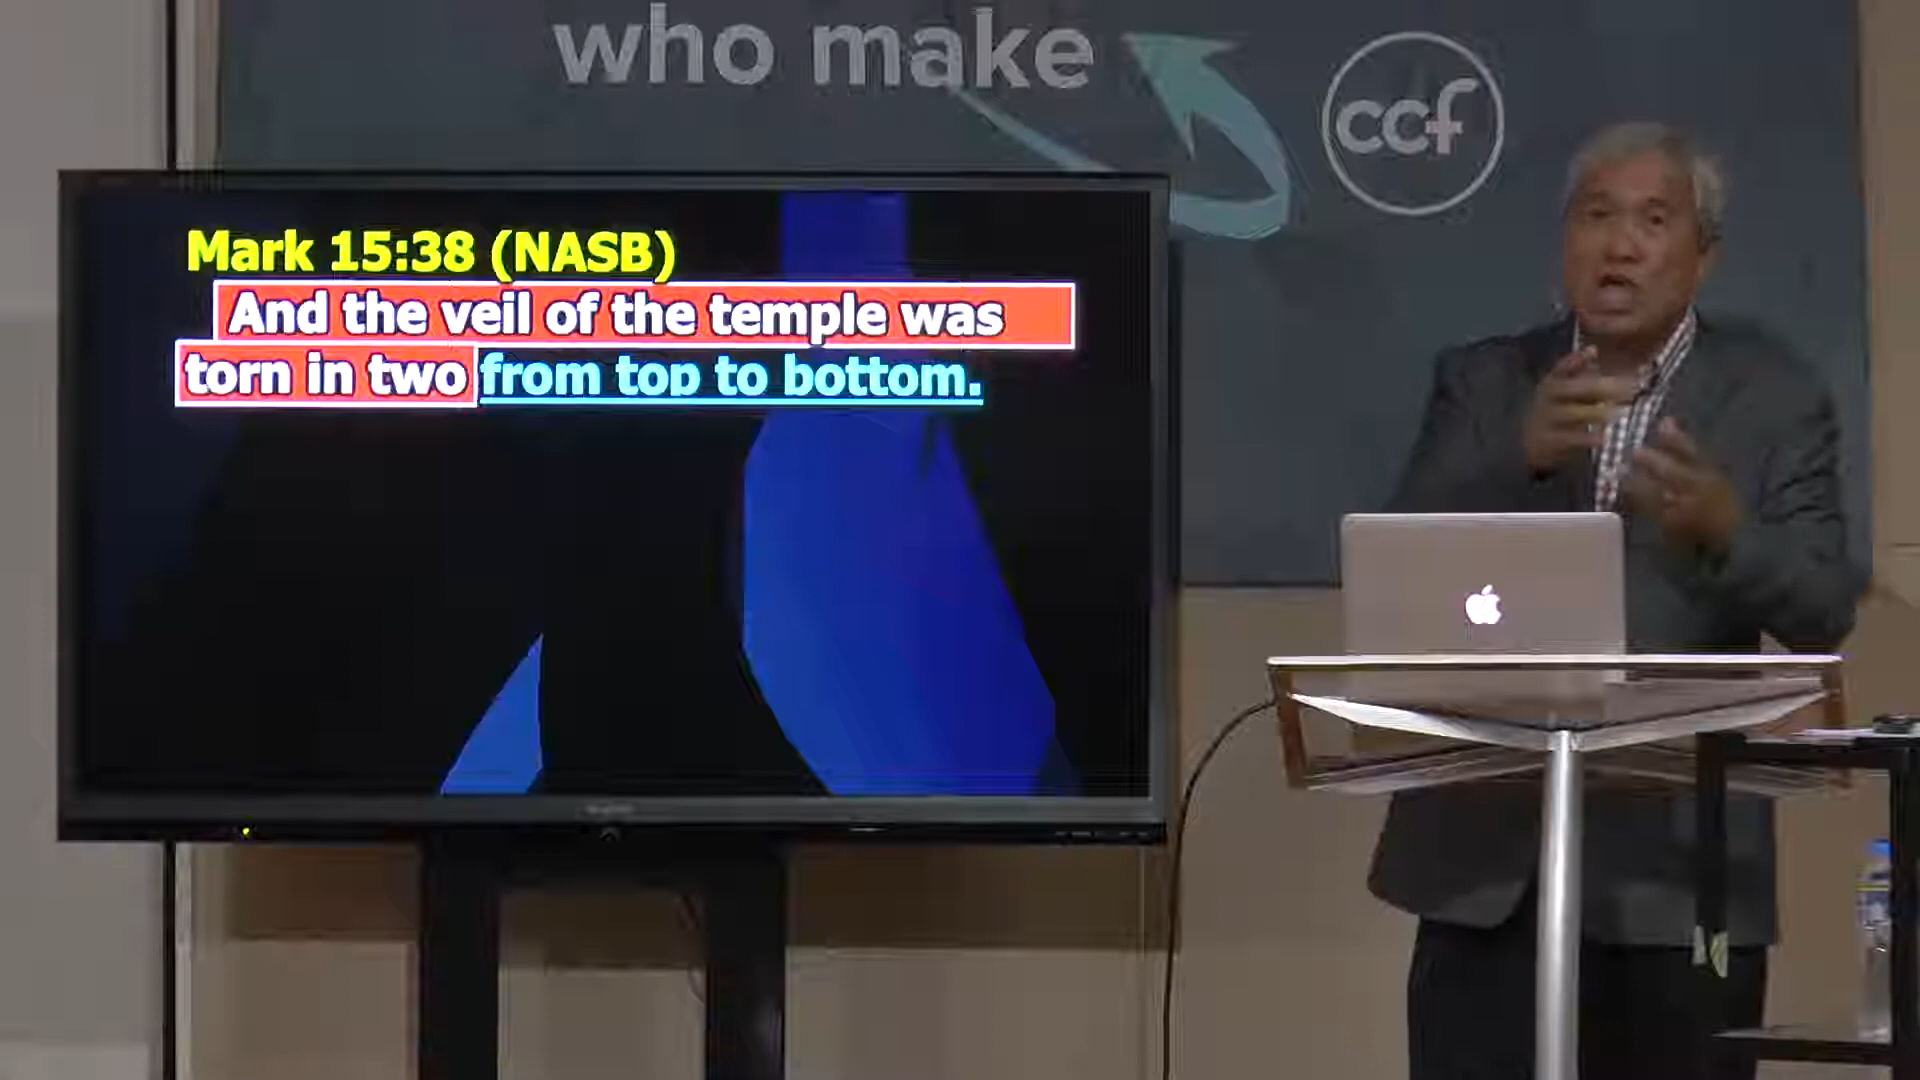 who make
ccf
Mark 15:38 (NASB)
And the veil of the temple was
torn in two from top to bottom.